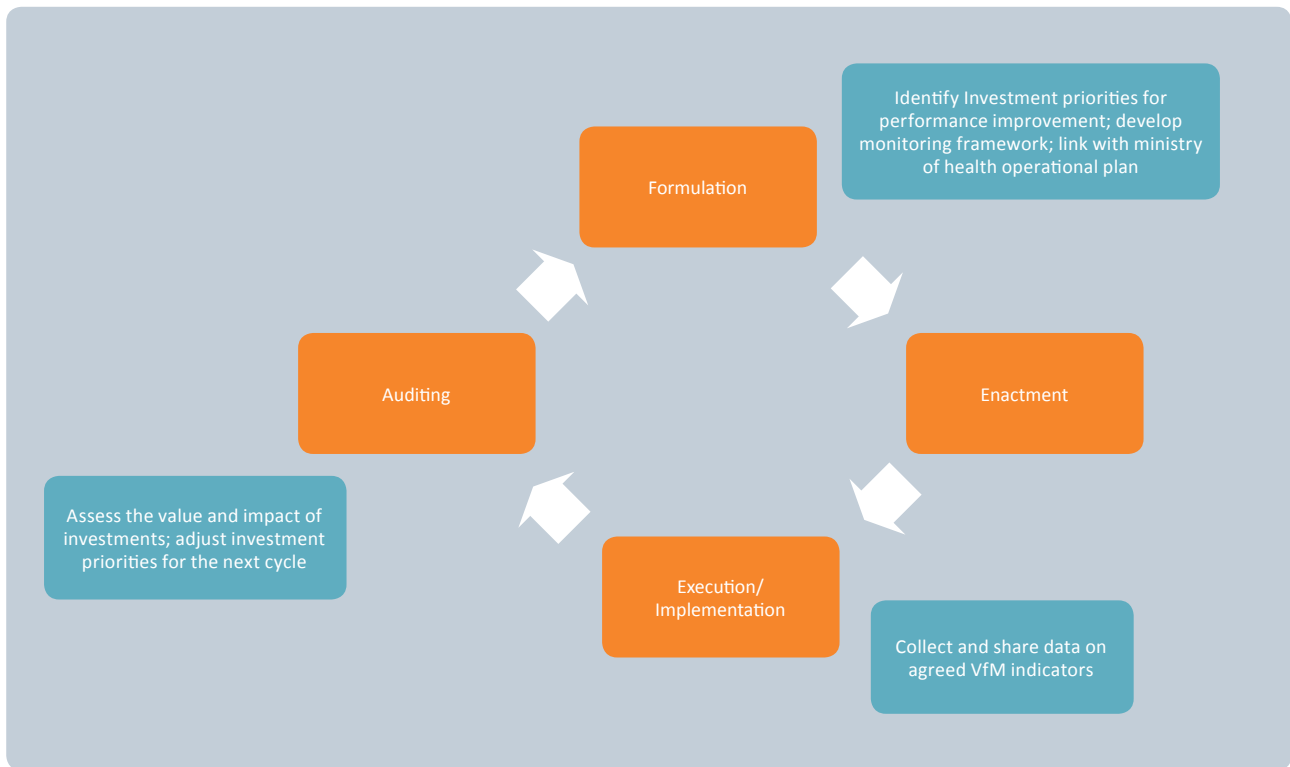 Identify Investment priorities for
performance improvement; develop
monitoring framework; link with ministry
of health operational plan
Formulation
Auditing
Enactment
Assess the value and impact of
investments; adjust investment
priorities for the next cycle
Execution/
Implementation
Collect and share data on
agreed VfM indicators